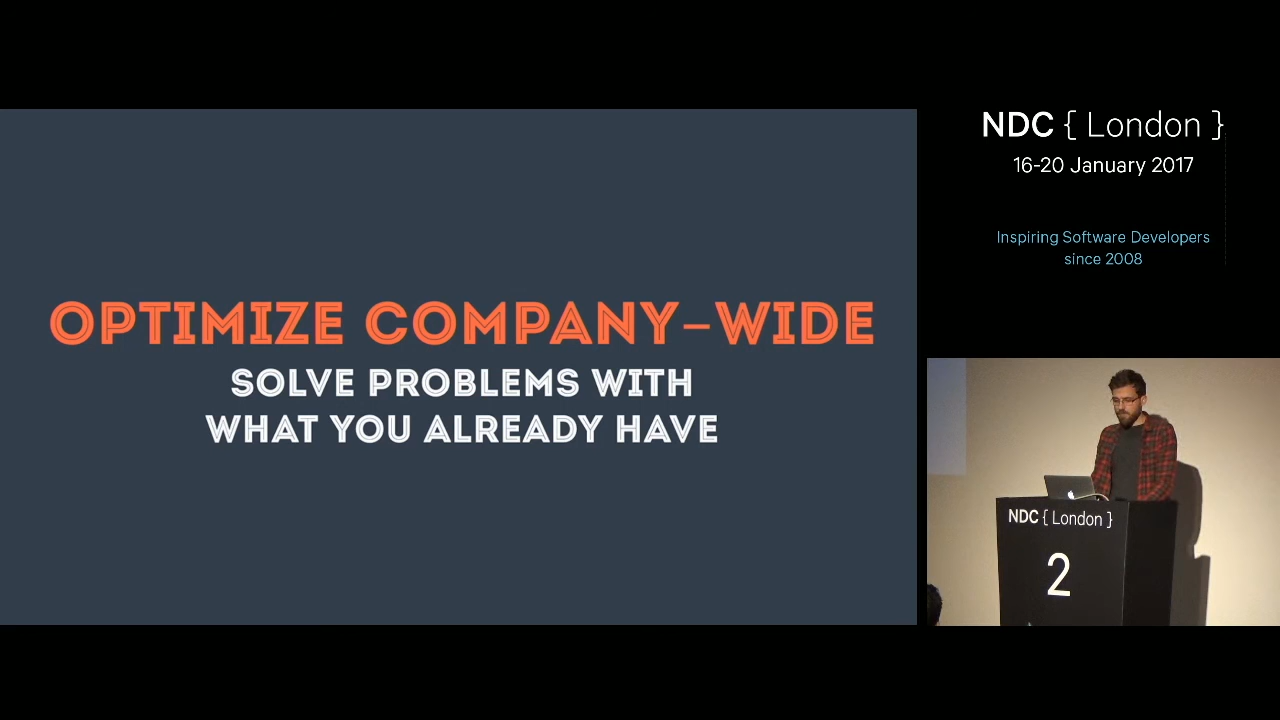 OPTIMIZE COMPANY–WIDE
SOLVE PROBLEMS WITH
WHAT YOU ALREADY HAVE
NDC { London }
16-20 January 2017
Inspiring Software Developers
since 2008
NDC { London }
2